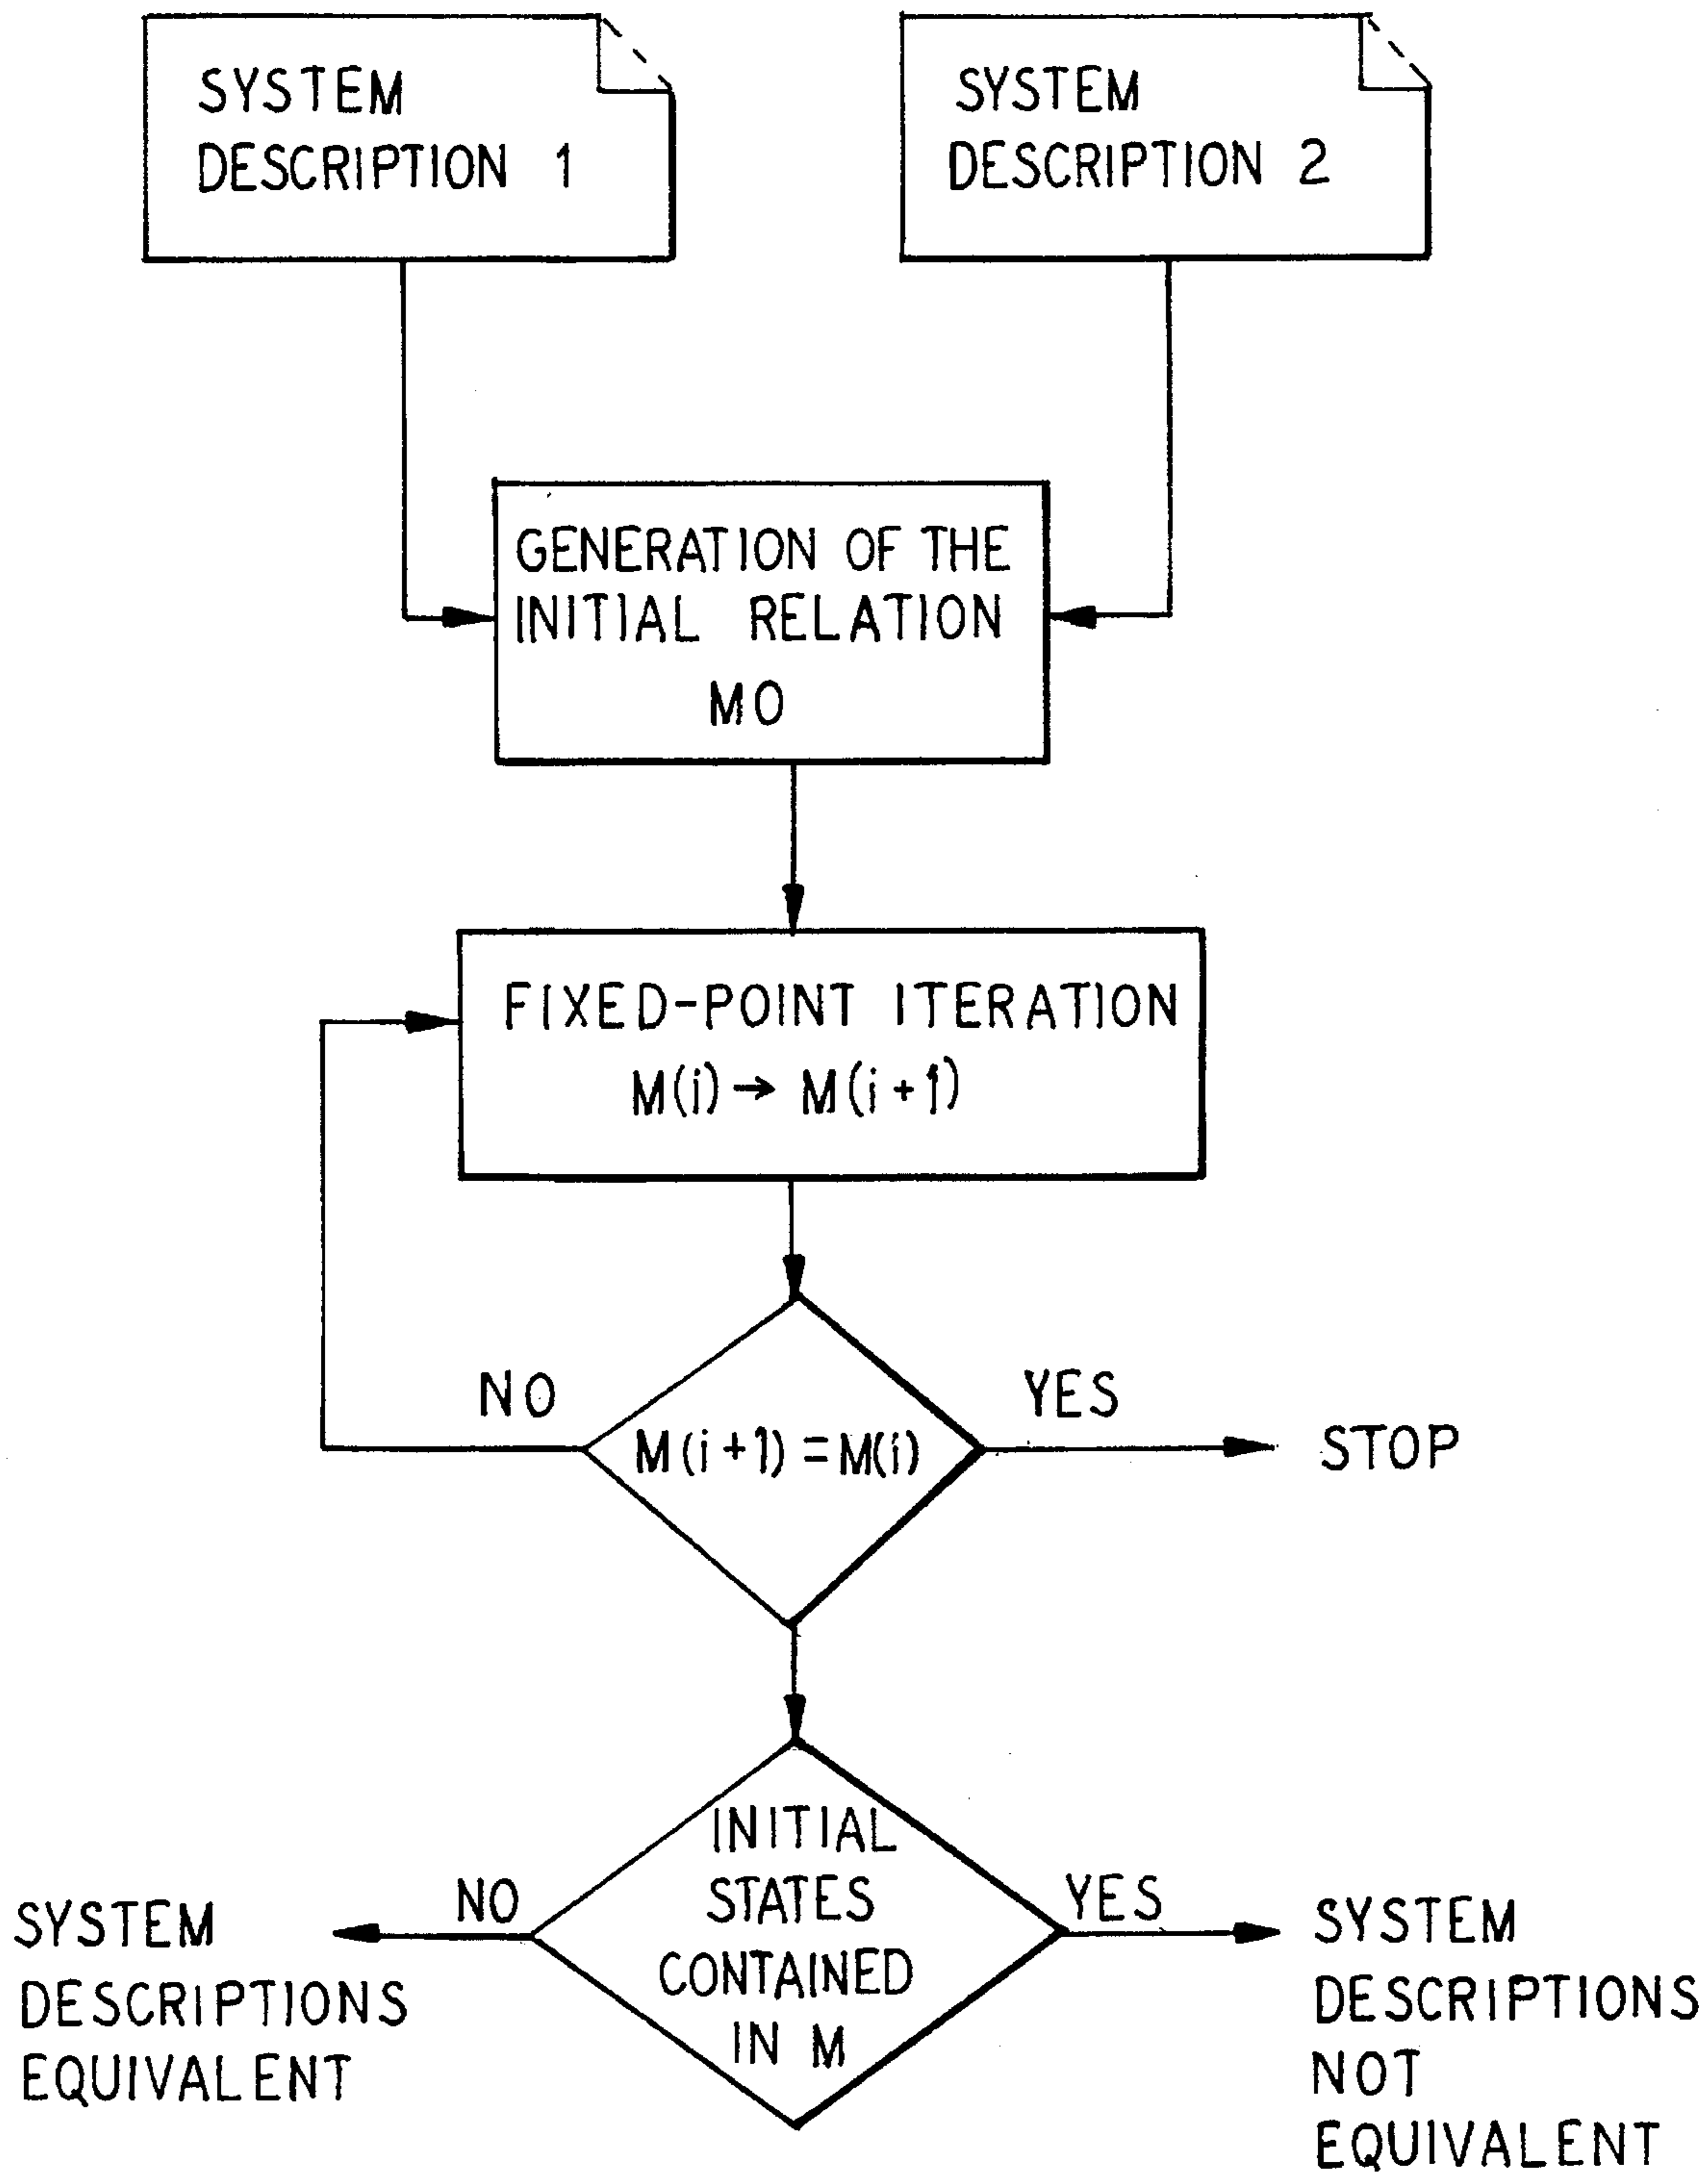 SYSTEM
DESCRIPTION 1
SYSTEM
DESCRIPTION 2
GENERATION OF THE
INITIAL RELATION
MO
FIXED-POINT ITERATION
M(i) → M(i+1)
NO
YES
M(i+1) = M(i)
STOP
INITIAL
STATES
CONTAINED
IN M
NO
YES
SYSTEM
DESCRIPTIONS
EQUIVALENT
SYSTEM
DESCRIPTIONS
NOT
EQUIVALENT